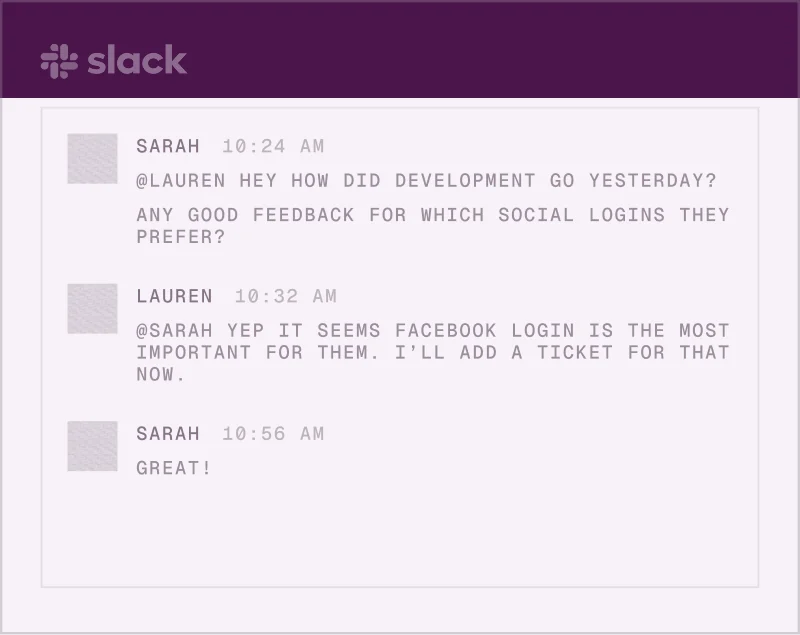 slack
SARAH 10:24 AM
@LAUREN HEY HOW DID DEVELOPMENT GO YESTERDAY?
ANY GOOD FEEDBACK FOR WHICH SOCIAL LOGINS THEY
PREFER?
LAUREN 10:32 AM
@SARAH YEP IT SEEMS FACEBOOK LOGIN IS THE MOST
IMPORTANT FOR THEM. I’LL ADD A TICKET FOR THAT
NOW.
SARAH 10:56 AM
GREAT!